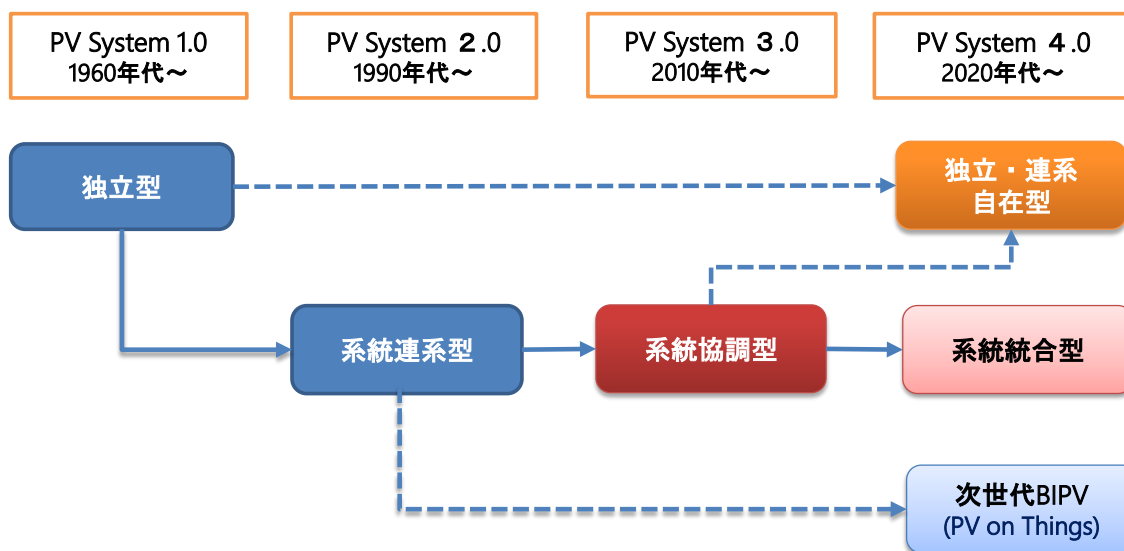 PV System 1.0
1960年代～
PV System ２.0
1990年代～
PV System ３.0
2010年代～
PV System ４.0
2020年代～
独立型
独立・連系
自在型
系統連系型
系統協調型
系統統合型
次世代BIPV
(PV on Things)